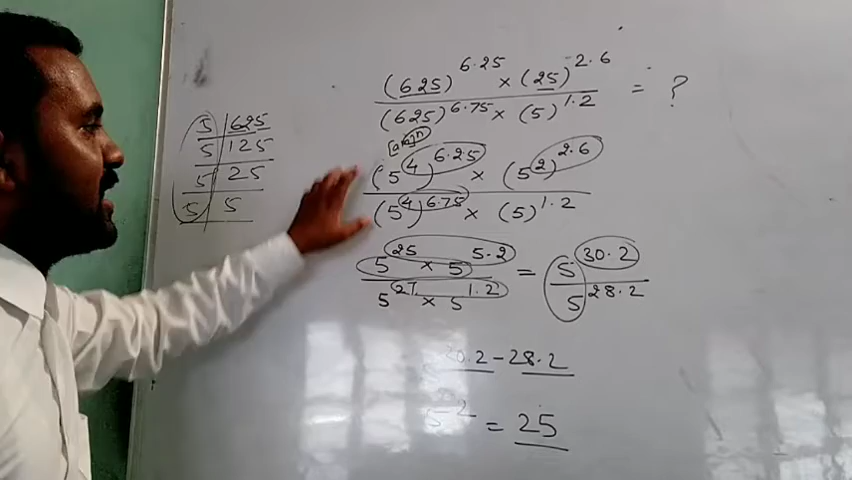 (625)^6.25 × (25)^2.6 = ?
(625)^6.75 × (5)^1.2
5 | 625
5 | 125
5 | 25
5 | 5
(5^4)^6.25 × (5^2)^2.6
(5^4)^6.75 × (5)^1.2
5^25 × 5^5.2 = 5^30.2
5^27 × 5^1.2 5^28.2
30.2-28.2
5^2 = 25